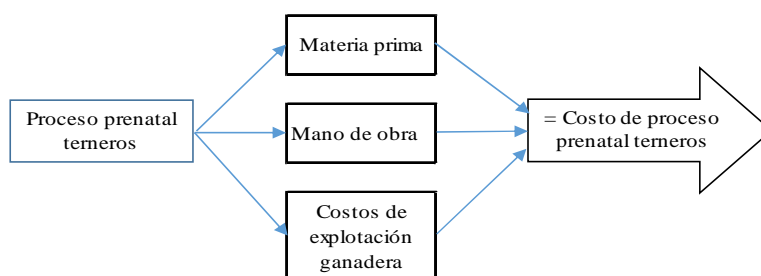 Proceso prenatal
terneros
Materia prima
Mano de obra
Costos de
explotación
ganadera
= Costo de proceso
prenatal terneros